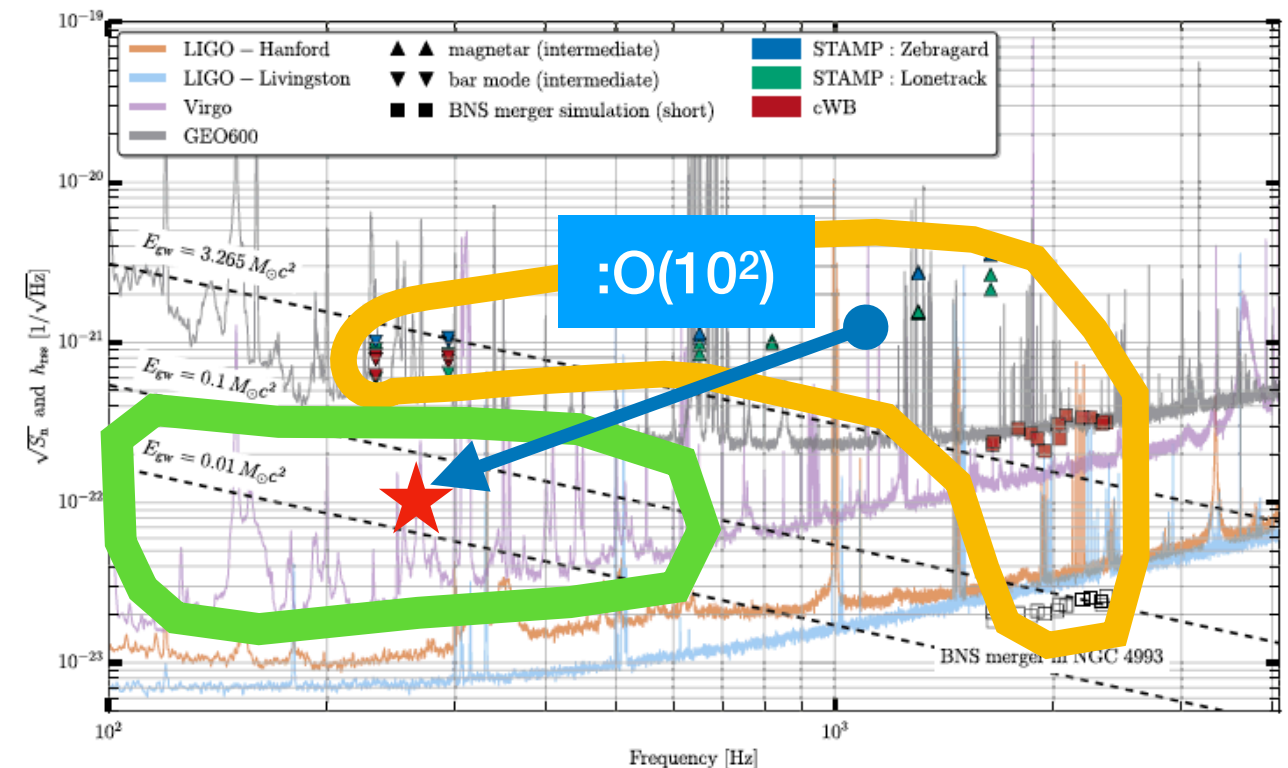 10⁻¹⁹
LIGO – Hanford
LIGO – Livingston
Virgo
GEO600
magnetar (intermediate)
bar mode (intermediate)
BNS merger simulation (short)
STAMP : Zebragard
STAMP : Lonetrack
cWB
10⁻²⁰
E_gw = 3.265 M_⊙c²
:O(10²)
10⁻²¹
√S_n and h_rss [1/√Hz]
E_gw = 0.1 M_⊙c²
E_gw = 0.01 M_⊙c²
10⁻²²
10⁻²³
BNS merger in NGC 4993
10²
10³
Frequency [Hz]